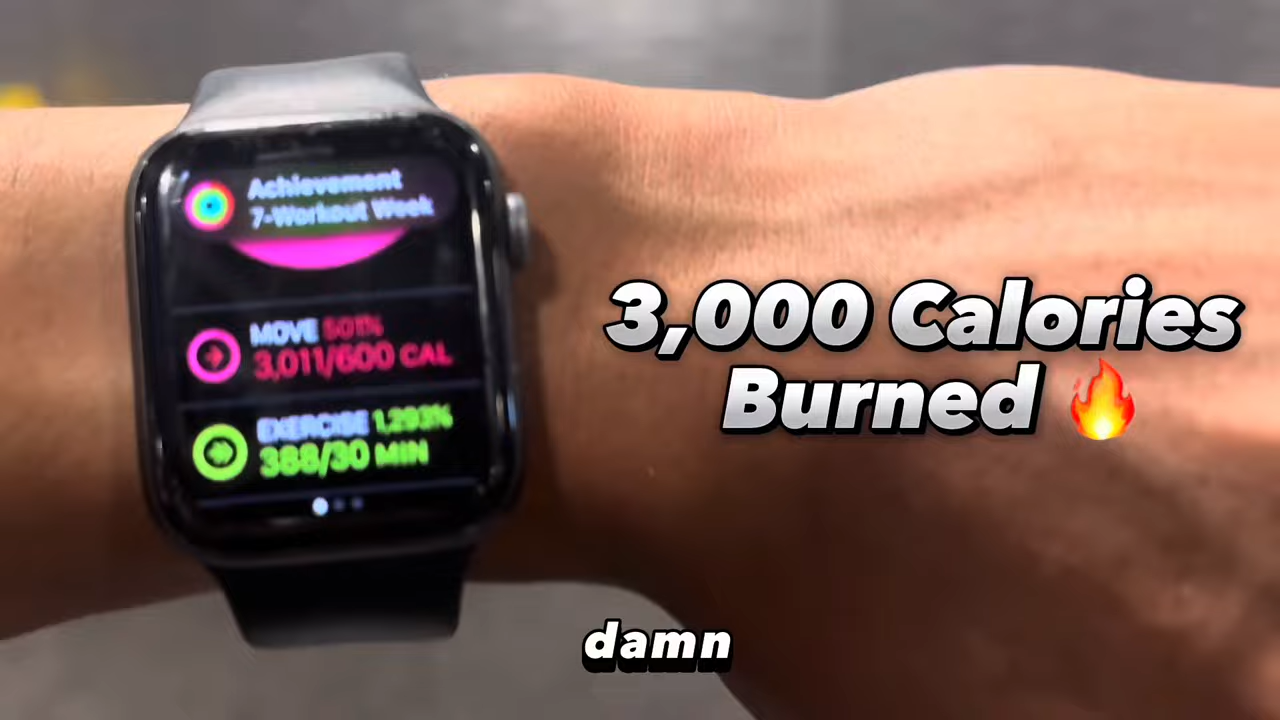 Achievement
7-Workout Week
MOVE 501%
3,011/600 CAL
EXERCISE 1,293%
388/30 MIN
3,000 Calories
Burned 🔥
damn